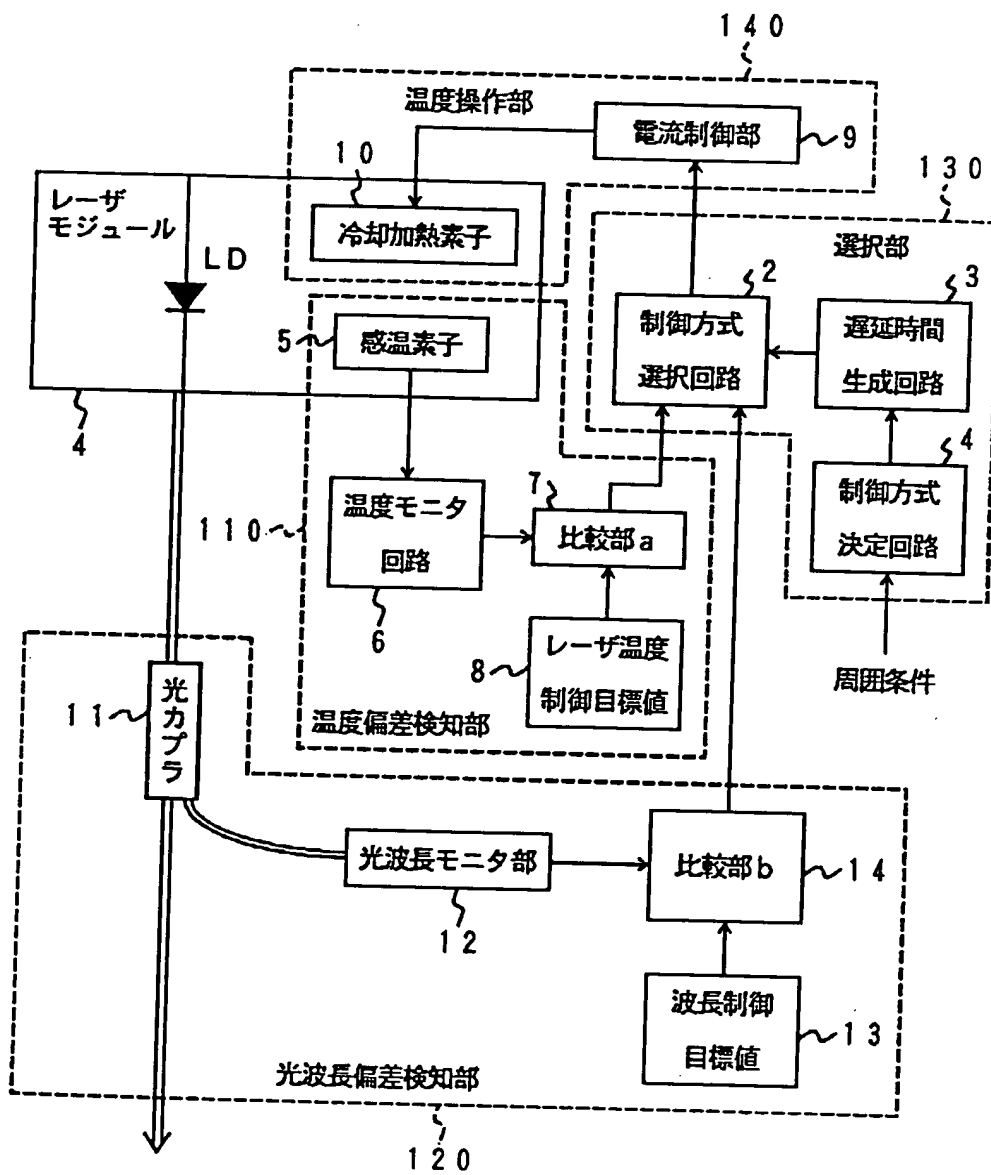 140
温度操作部
電流制御部
9
10
130
レーザ
モジュール
冷却加熱素子
選択部
LD
2
3
制御方式
選択回路
遅延時間
生成回路
5
感温素子
4
4
制御方式
決定回路
7
温度モニタ
回路
比較部a
110
6
8
レーザ温度
制御目標値
周囲条件
11
光カプラ
温度偏差検知部
光波長モニタ部
比較部b
14
12
波長制御
目標値
13
光波長偏差検知部
120